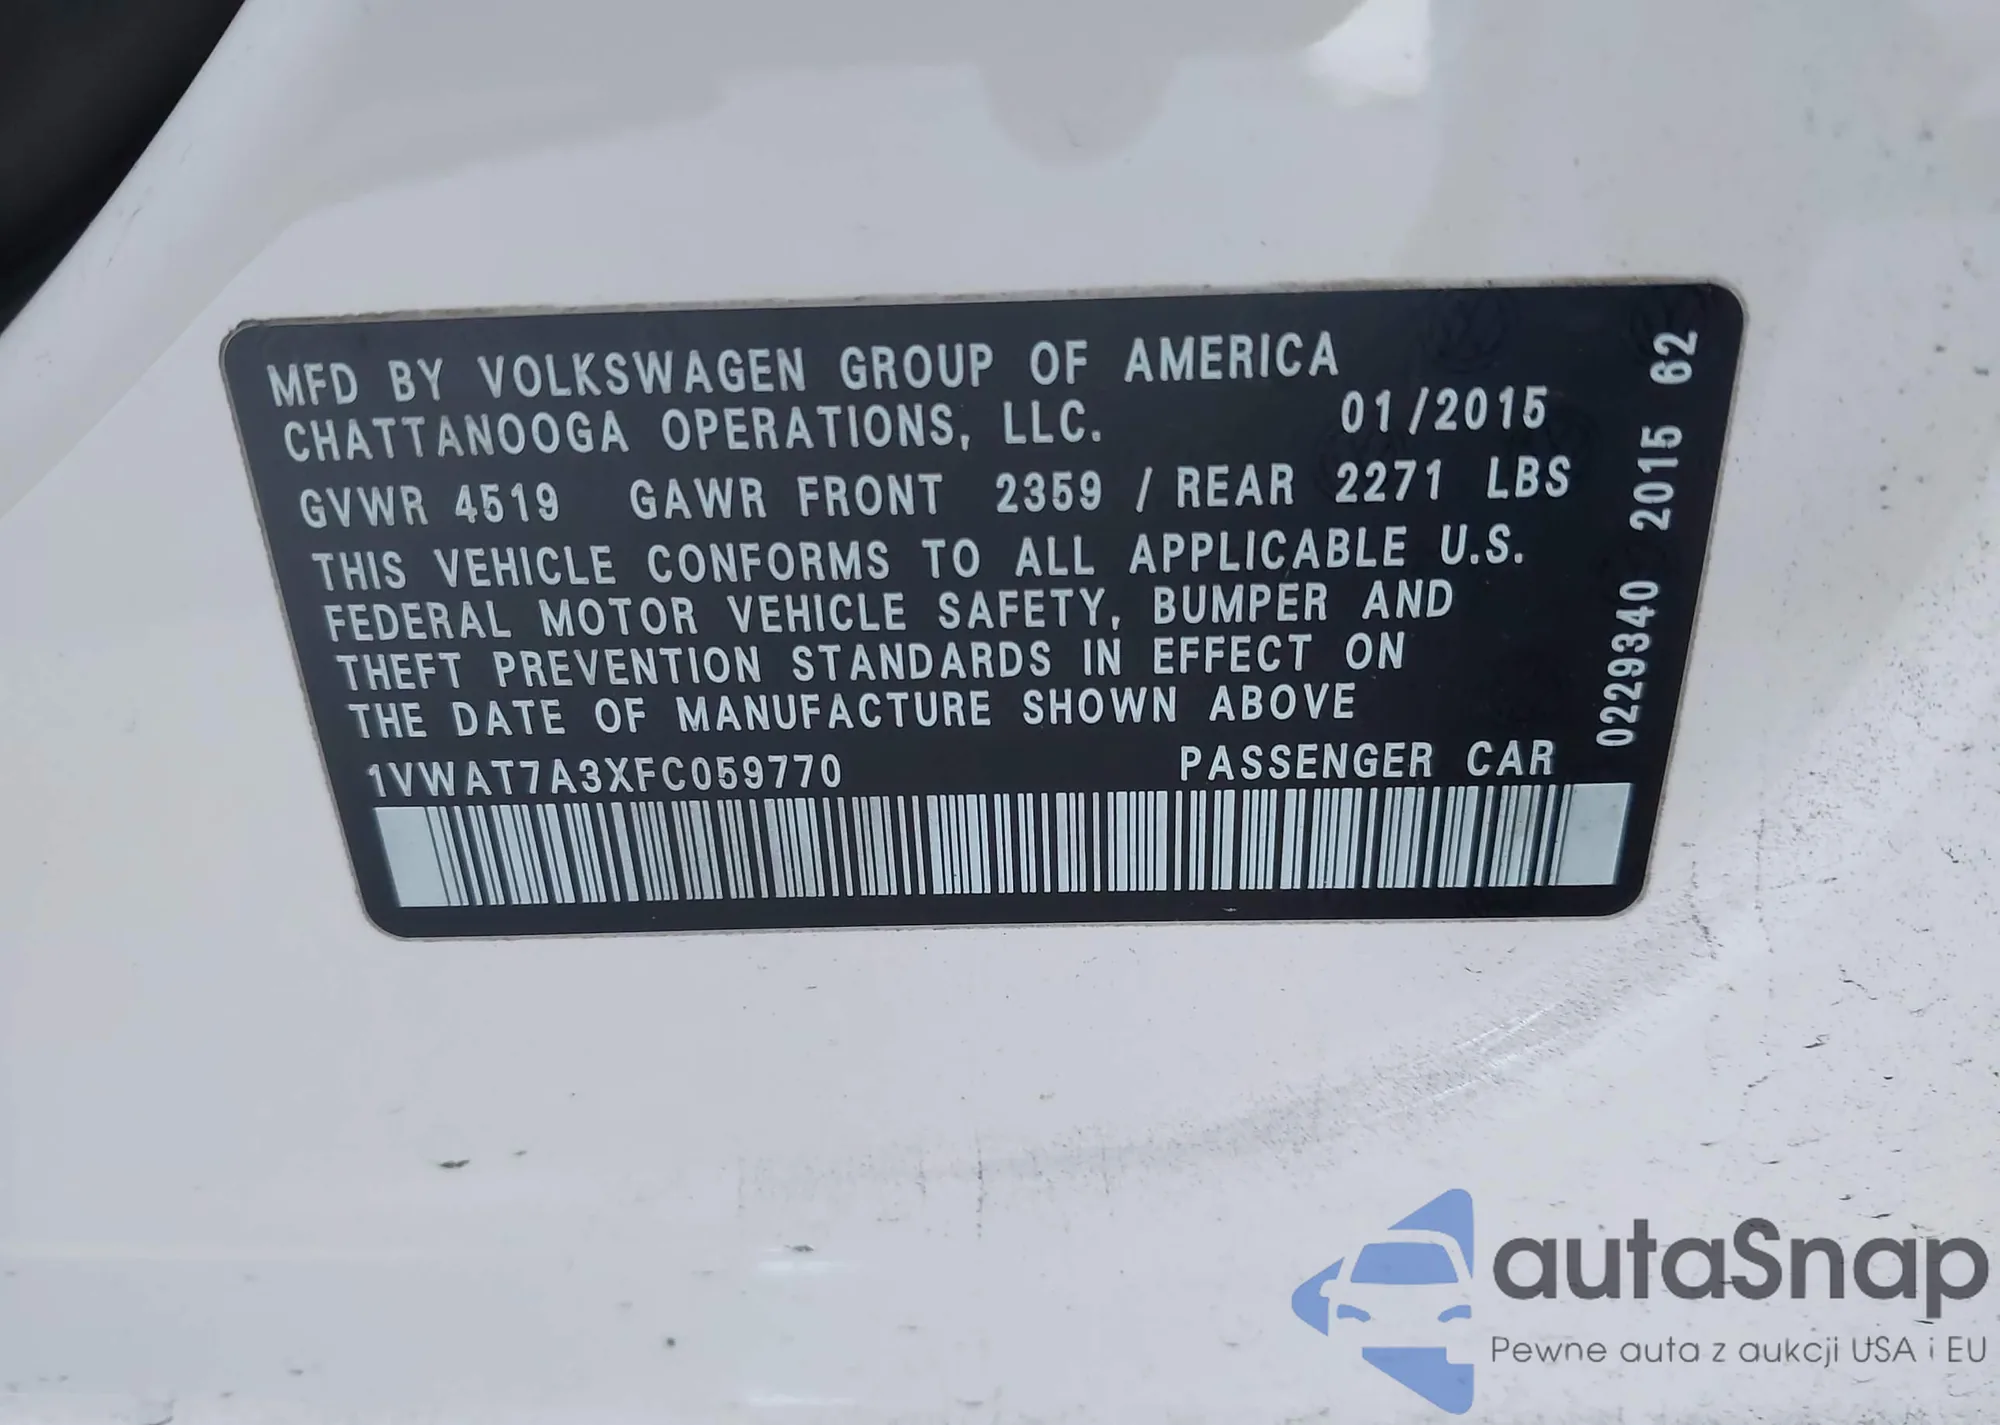 MFD BY VOLKSWAGEN GROUP OF AMERICA
CHATTANOOGA OPERATIONS, LLC. 01/2015
GVWR 4519 GAWR FRONT 2359 / REAR 2271 LBS
THIS VEHICLE CONFORMS TO ALL APPLICABLE U.S.
FEDERAL MOTOR VEHICLE SAFETY, BUMPER AND
THEFT PREVENTION STANDARDS IN EFFECT ON
THE DATE OF MANUFACTURE SHOWN ABOVE
1VWAT7A3XFC059770 PASSENGER CAR
0229340 2015 62
autaSnap
Pewne auta z aukcji USA i EU